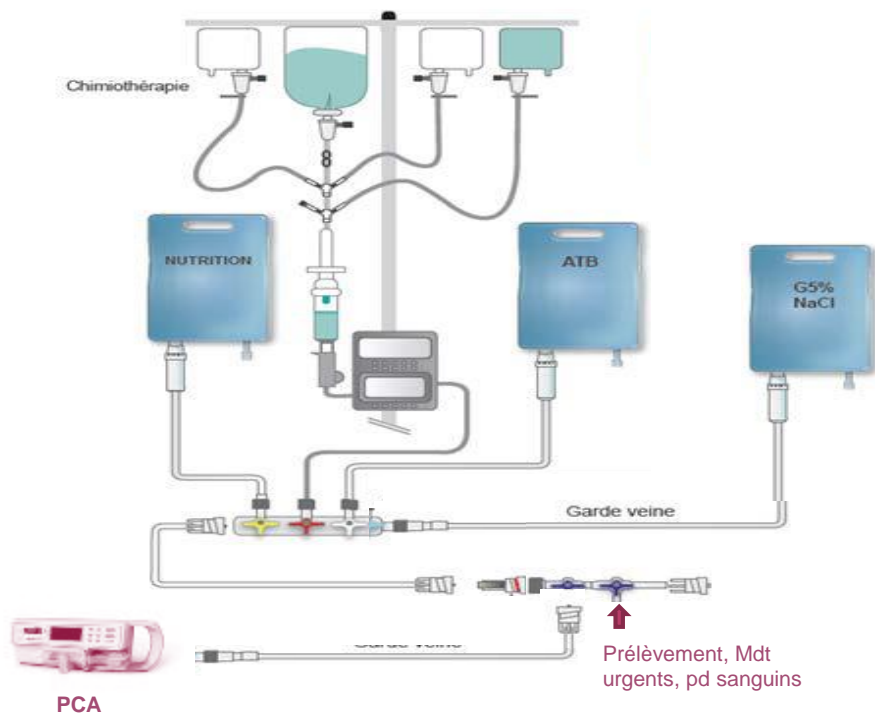 Chimiothérapie
NUTRITION
ATB
G5%
NaCl
Garde veine
Prélèvement, Mdt
urgents, pd sanguins
PCA